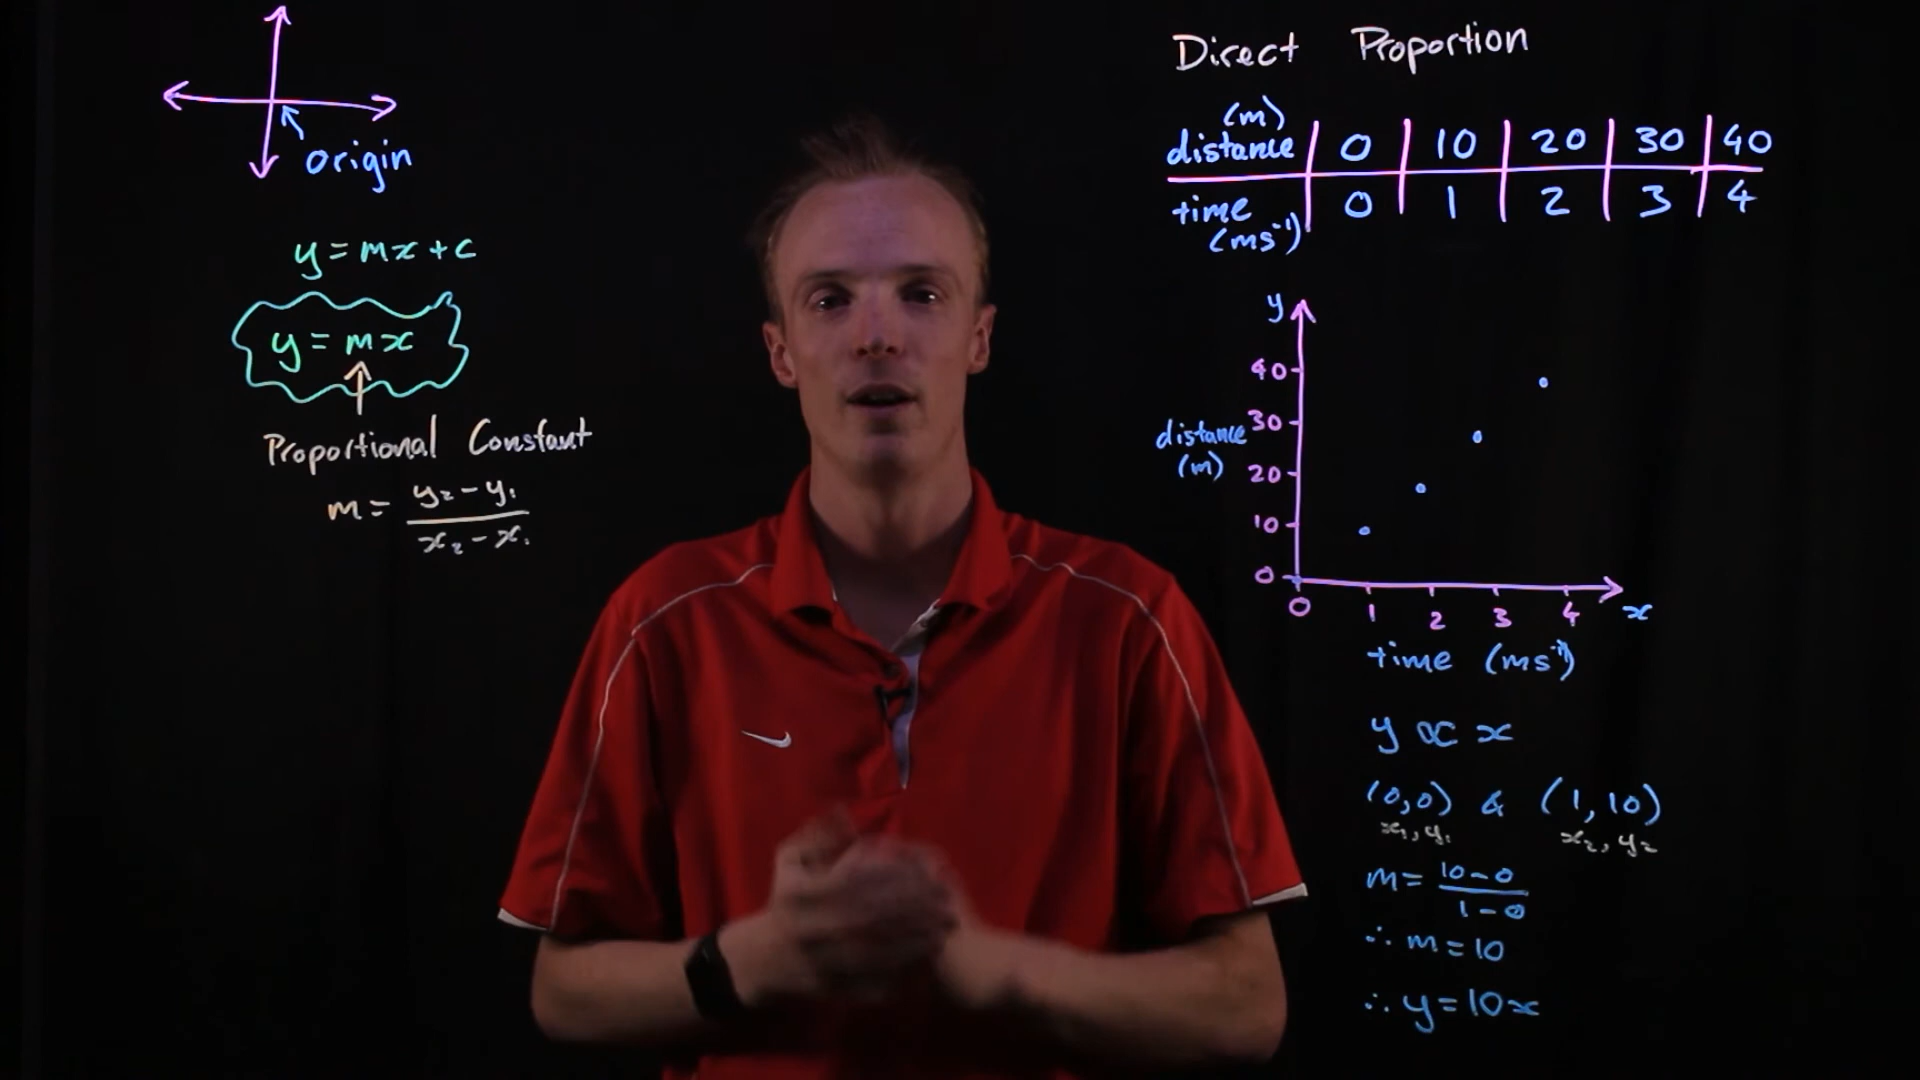 origin
y = mx + c
y = mx
Proportional Constant
m = y₂ - y₁ / x₂ - x₁
Direct Proportion
(m)
distance 0 10 20 30 40
time 0 1 2 3 4
(ms⁻¹)
y
40
30
distance
(m)
20
10
0
0 1 2 3 4 x
time (ms⁻¹)
y ∝ x
(0,0) & (1,10)
x₁, y₁ x₂, y₂
m = 10-0 / 1-0
∴ m = 10
∴ y = 10x